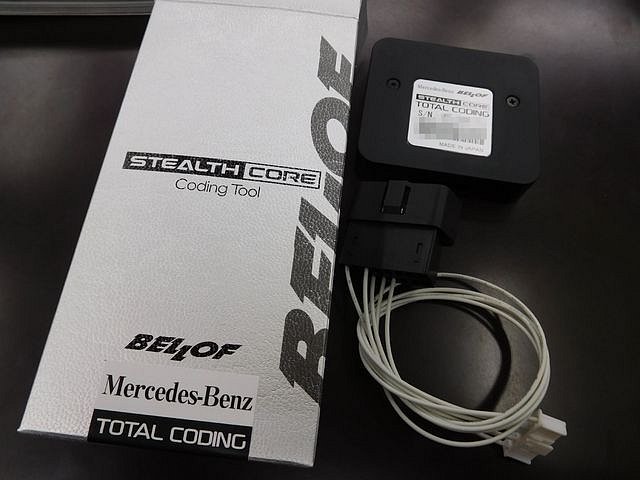 BELLOF
STEALTH CORE
Coding Tool
BELLOF
Mercedes-Benz
TOTAL CODING
Mercedes-Benz BELLOF
STEALTH CORE
TOTAL CODING
S/N
MADE IN JAPAN